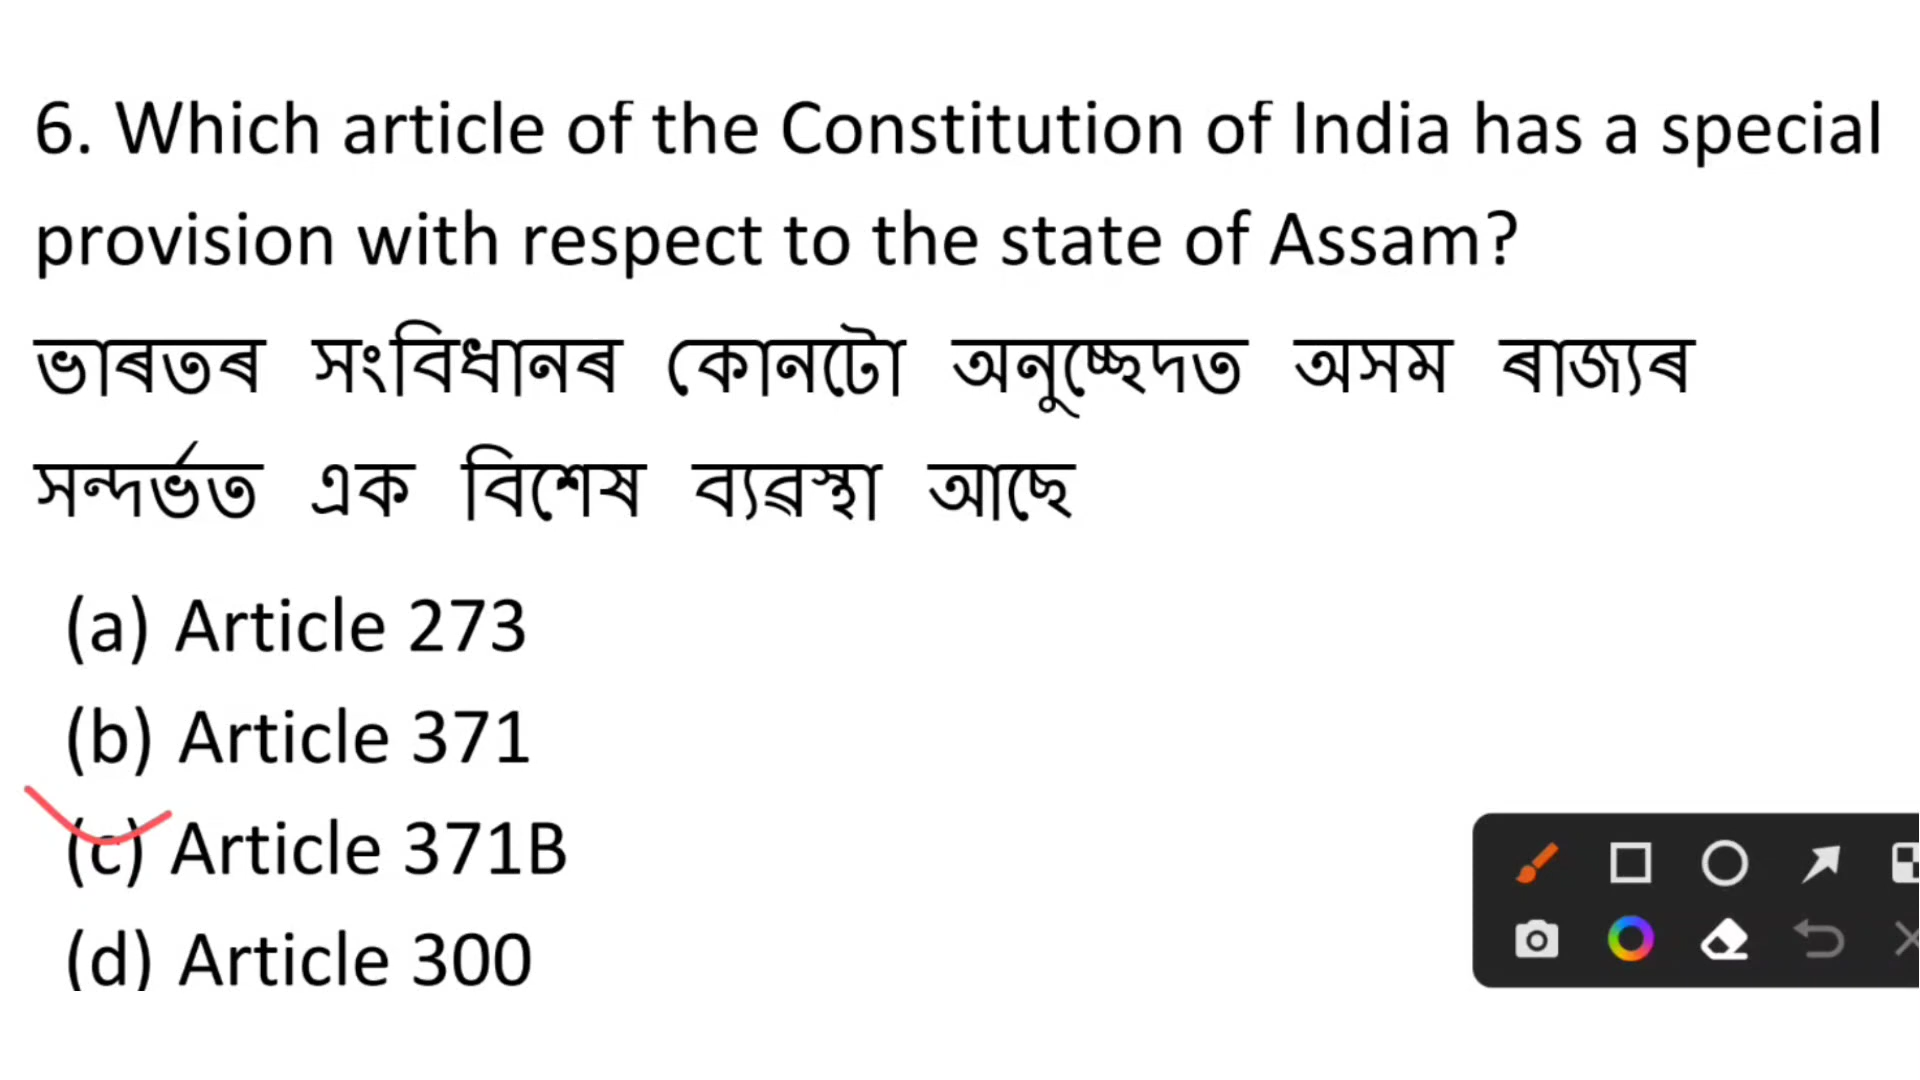 6. Which article of the Constitution of India has a special
provision with respect to the state of Assam?
ভাৰতৰ সংবিধানৰ কোনটো অনুচ্ছেদত অসম ৰাজ্যৰ
সন্দৰ্ভত এক বিশেষ ব্যৱস্থা আছে
(a) Article 273
(b) Article 371
(c) Article 371B
(d) Article 300